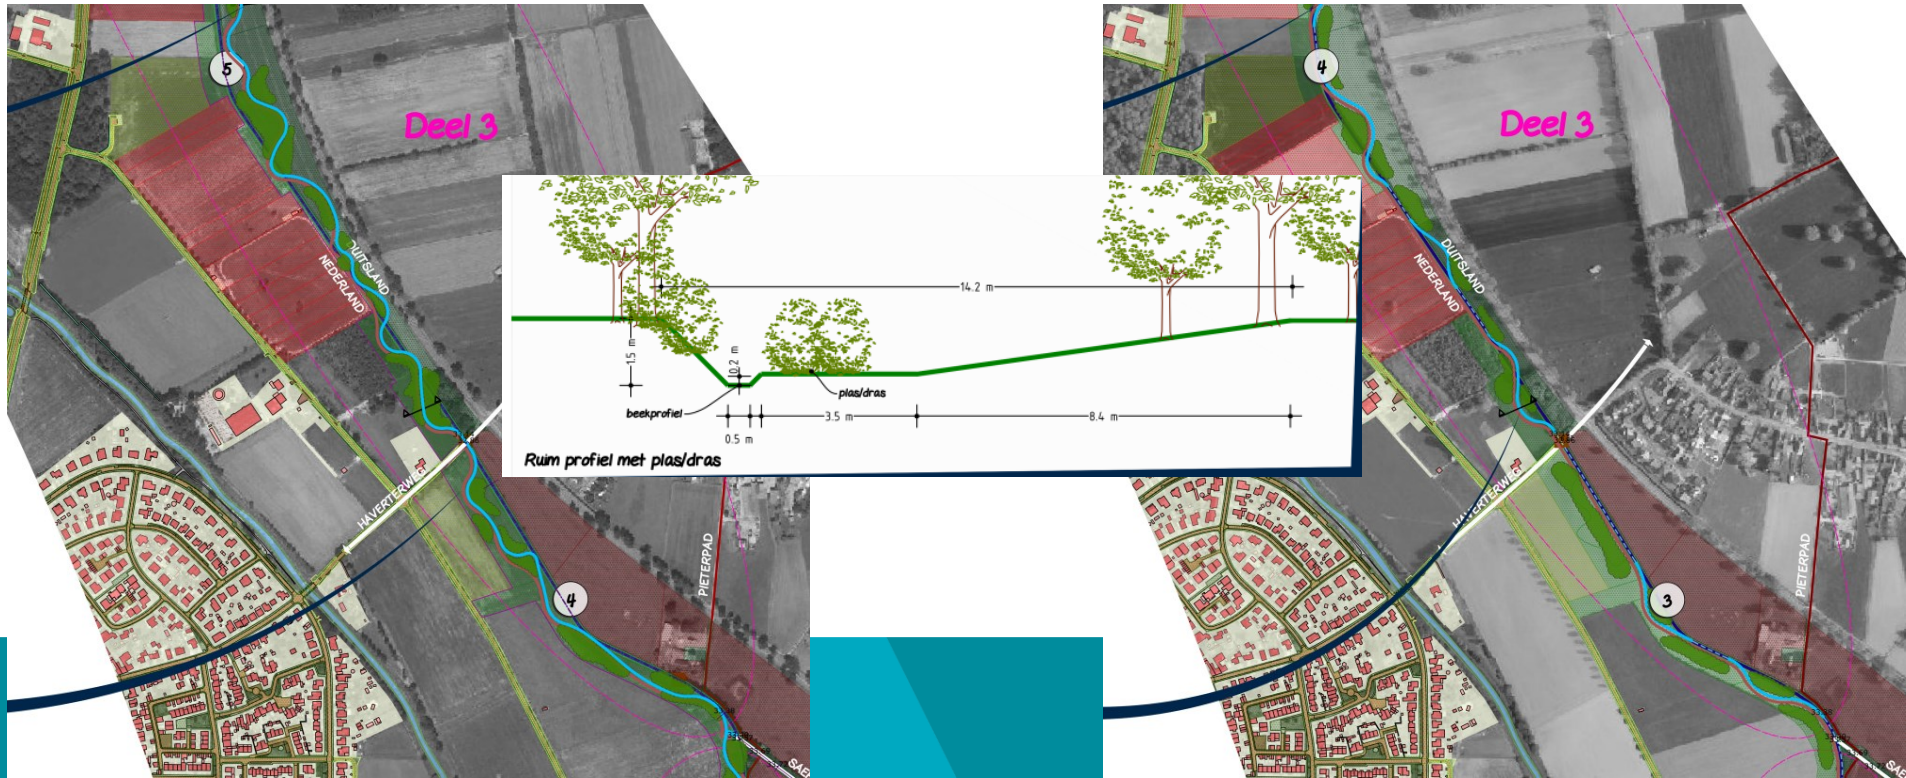 5
Deel 3
DUITSLAND
NEDERLAND
HAVERTERWEG
4
PIETERPAD
14.2 m
1.5 m
0.2 m
plas/dras
beekprofiel
3.5 m
8.4 m
0.5 m
Ruim profiel met plas/dras
4
Deel 3
DUITSLAND
NEDERLAND
HAVERTERWEG
3
PIETERPAD